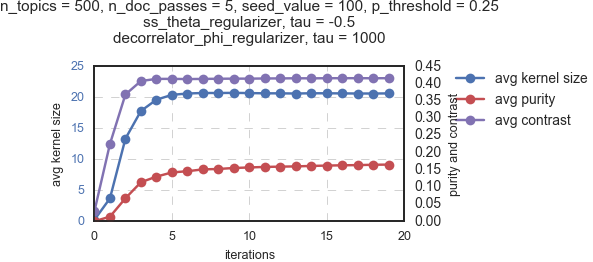 n_topics = 500, n_doc_passes = 5, seed_value = 100, p_threshold = 0.25
ss_theta_regularizer, tau = -0.5
decorrelator_phi_regularizer, tau = 1000
25
20
15
10
5
0
avg kernel size
0
5
10
15
20
iterations
0.45
0.40
0.35
0.30
0.25
0.20
0.15
0.10
0.05
0.00
purity and contrast
avg kernel size
avg purity
avg contrast